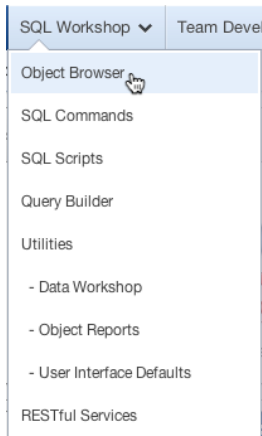 SQL Workshop Team Deve
Object Browser
SQL Commands
SQL Scripts
Query Builder
Utilities
- Data Workshop
- Object Reports
- User Interface Defaults
RESTful Services